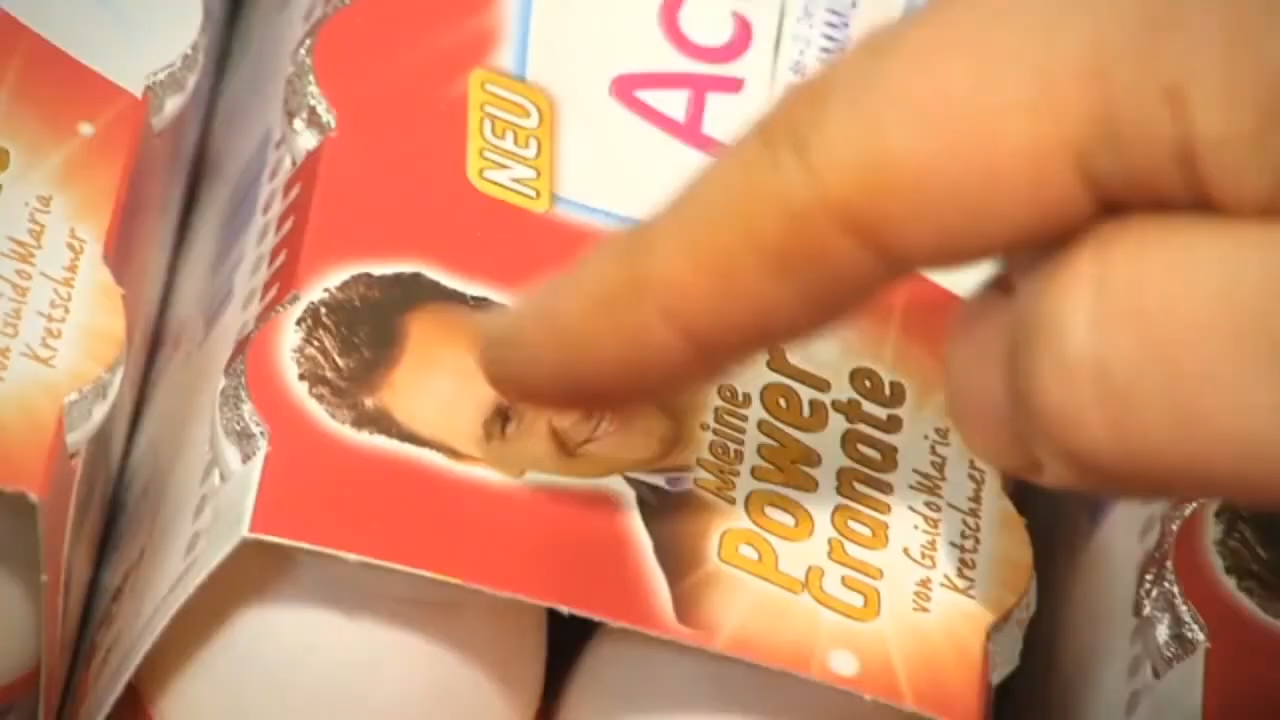 NEU
Ac
Meine
Power
Granate
von Guido Maria
Kretschmer
von Guido Maria
Kretschmer